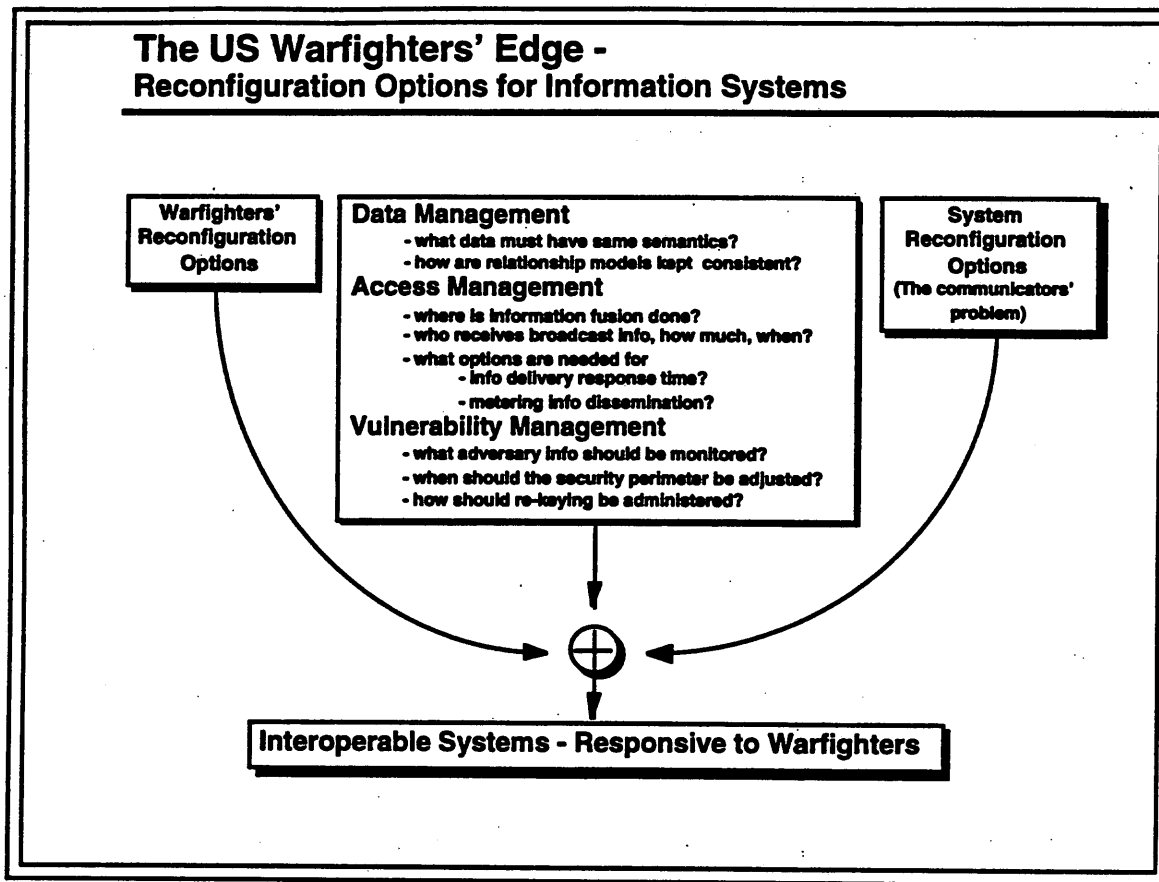 The US Warfighters' Edge -
Reconfiguration Options for Information Systems
Warfighters'
Reconfiguration
Options
Data Management
- what data must have same semantics?
- how are relationship models kept consistent?
Access Management
- where is information fusion done?
- who receives broadcast info, how much, when?
- what options are needed for
- info delivery response time?
- metering info dissemination?
Vulnerability Management
- what adversary info should be monitored?
- when should the security perimeter be adjusted?
- how should re-keying be administered?
System
Reconfiguration
Options
(The communicators'
problem)
Interoperable Systems - Responsive to Warfighters